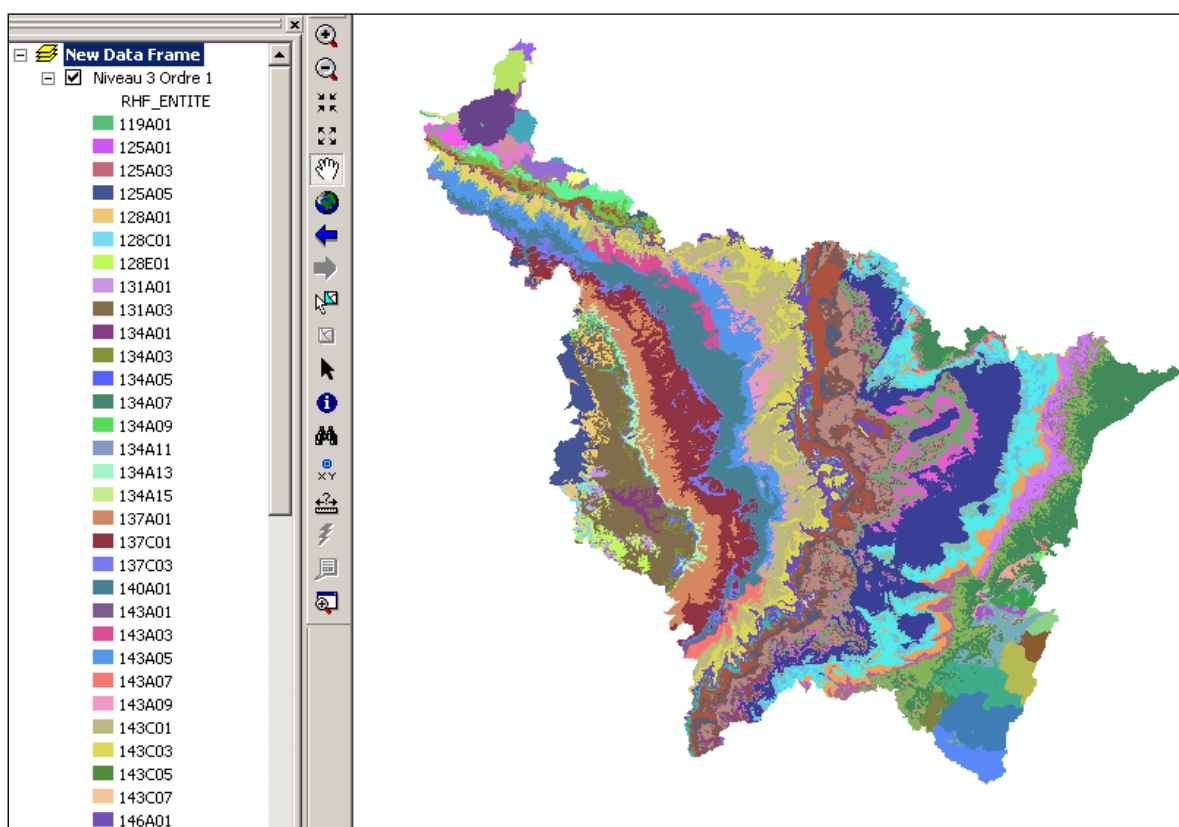 New Data Frame
Niveau 3 Ordre 1
RHF_ENTITE
119A01
125A01
125A03
125A05
128A01
128C01
128E01
131A01
131A03
134A01
134A03
134A05
134A07
134A09
134A11
134A13
134A15
137A01
137C01
137C03
140A01
143A01
143A03
143A05
143A07
143A09
143C01
143C03
143C05
143C07
146A01
XY
?